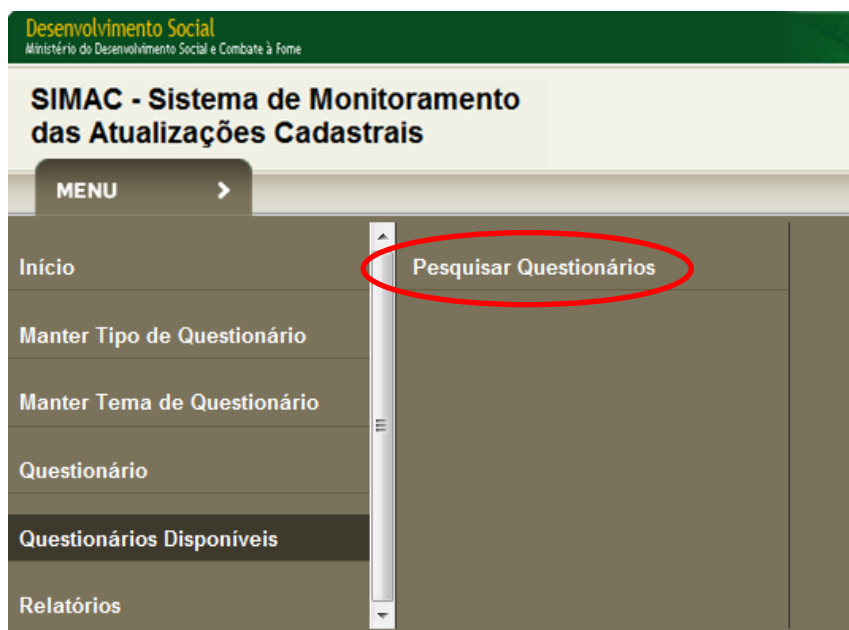 Desenvolvimento Social
Ministério do Desenvolvimento Social e Combate à Fome
SIMAC - Sistema de Monitoramento
das Atualizações Cadastrais
MENU
Início
Pesquisar Questionários
Manter Tipo de Questionário
Manter Tema de Questionário
Questionário
Questionários Disponíveis
Relatórios